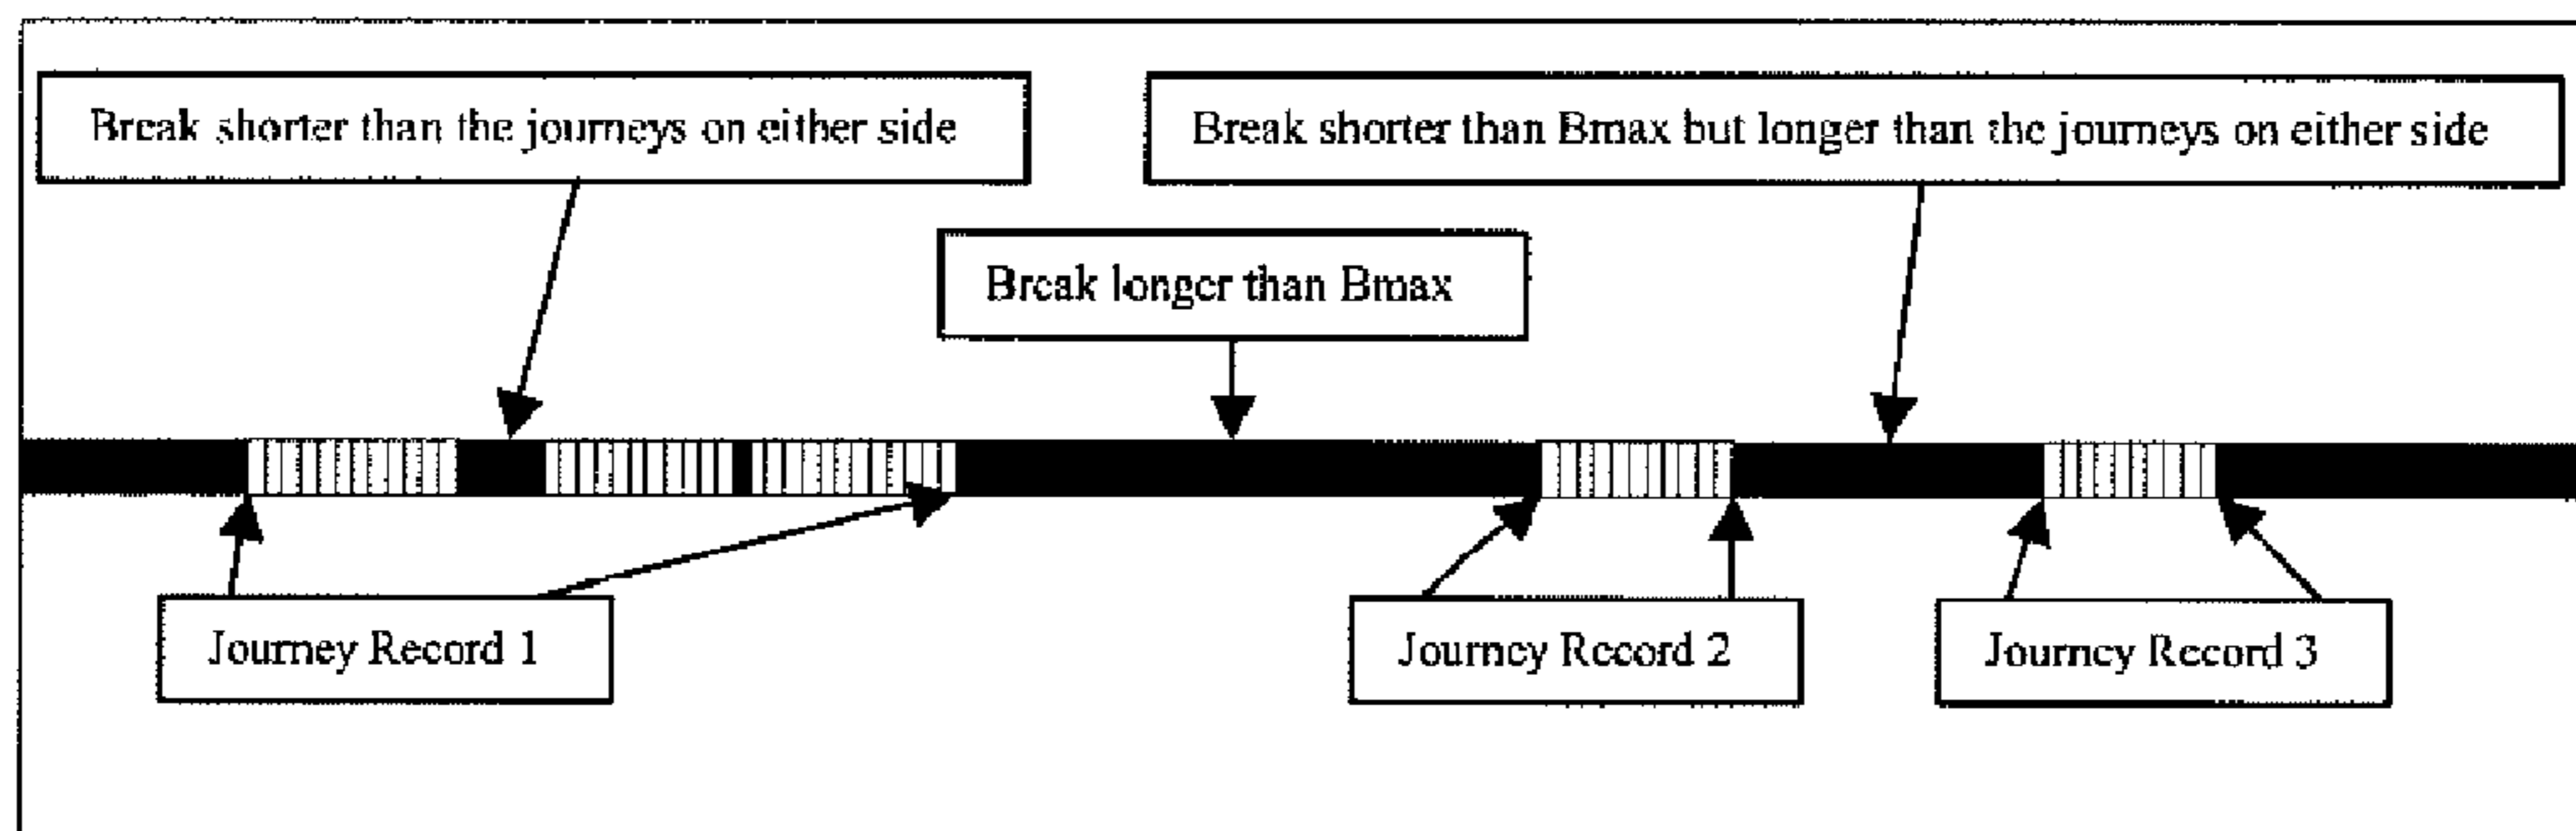 Break shorter than the journeys on either side
Break shorter than Bmax but longer than the journeys on either side
Break longer than Bmax
Journey Record 1
Journey Record 2
Journey Record 3